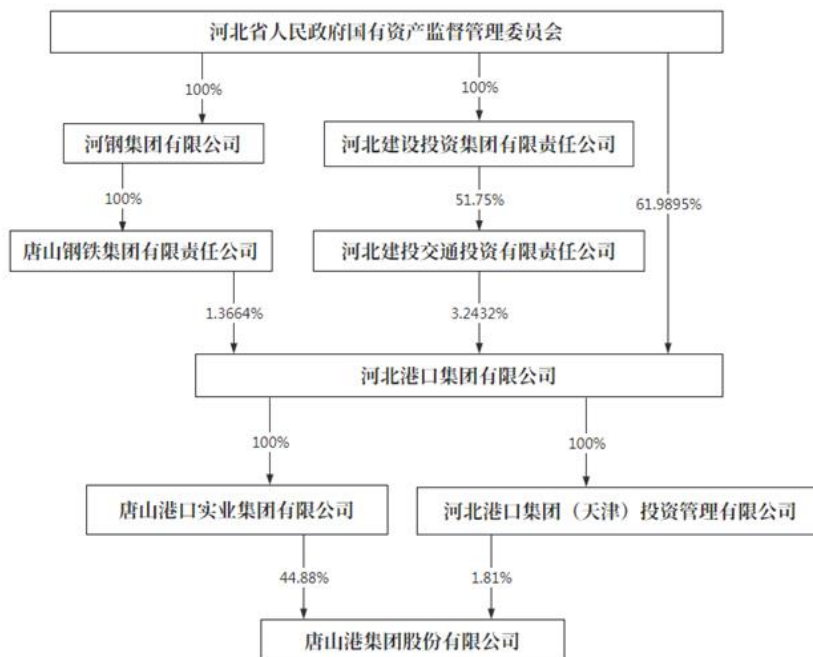 河北省人民政府国有资产监督管理委员会
100%
100%
河钢集团有限公司
河北建设投资集团有限责任公司
100%
51.75%
61.9895%
唐山钢铁集团有限责任公司
河北建投交通投资有限责任公司
1.3664%
3.2432%
河北港口集团有限公司
100%
100%
唐山港口实业集团有限公司
河北港口集团（天津）投资管理有限公司
44.88%
1.81%
唐山港集团股份有限公司